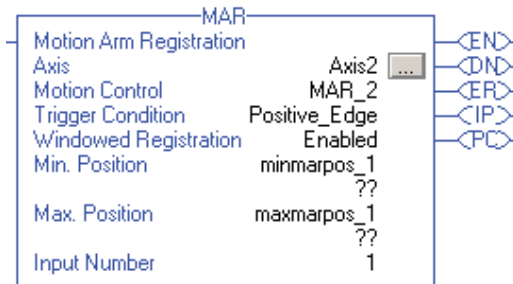 MAR
Motion Arm Registration EN
Axis Axis2 ... DN
Motion Control MAR_2 ER
Trigger Condition Positive_Edge IP
Windowed Registration Enabled PC
Min. Position minmarpos_1
??
Max. Position maxmarpos_1
??
Input Number 1